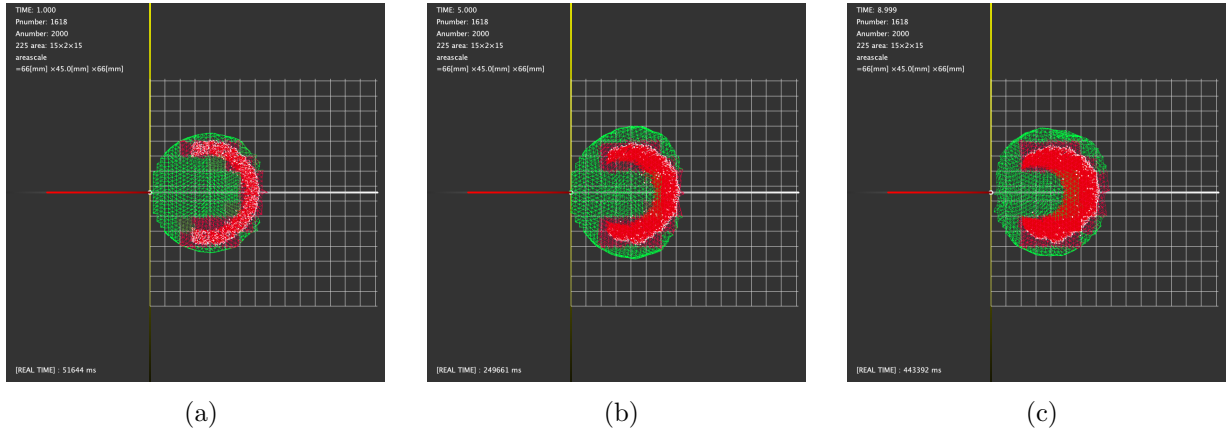 TIME: 1.000
Pnumber: 1618
Anumber: 2000
225 area: 15×2×15
areascale
=66[mm] ×45.0[mm] ×66[mm]
[REAL TIME] : 51644 ms
(a)
TIME: 5.000
Pnumber: 1618
Anumber: 2000
225 area: 15×2×15
areascale
=66[mm] ×45.0[mm] ×66[mm]
[REAL TIME] : 249661 ms
(b)
TIME: 8.999
Pnumber: 1618
Anumber: 2000
225 area: 15×2×15
areascale
=66[mm] ×45.0[mm] ×66[mm]
[REAL TIME] : 443392 ms
(c)